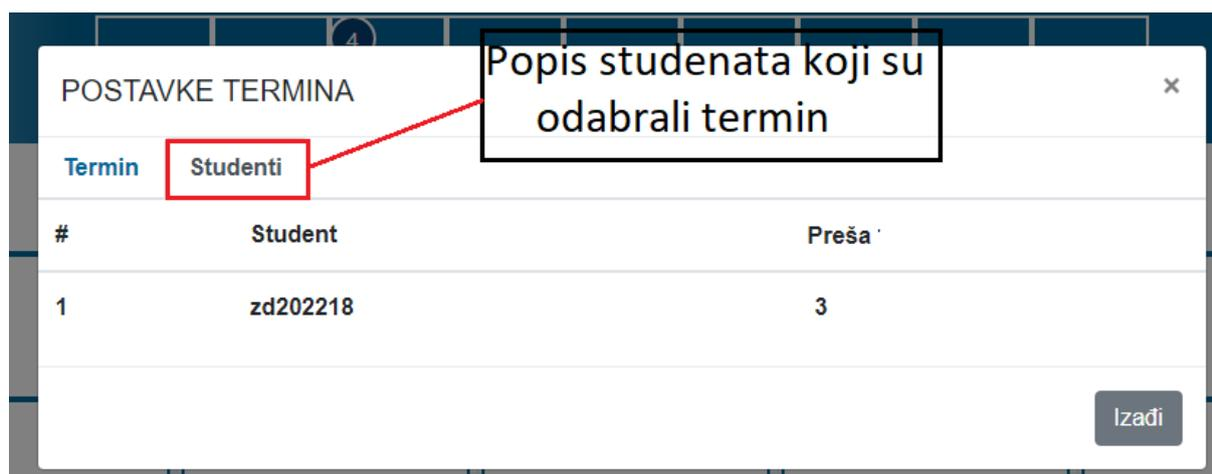 4
Popis studenata koji su
odabrali termin
POSTAVKE TERMINA ×
Termin Studenti
# Student Preša
1 zd202218 3
Izađi